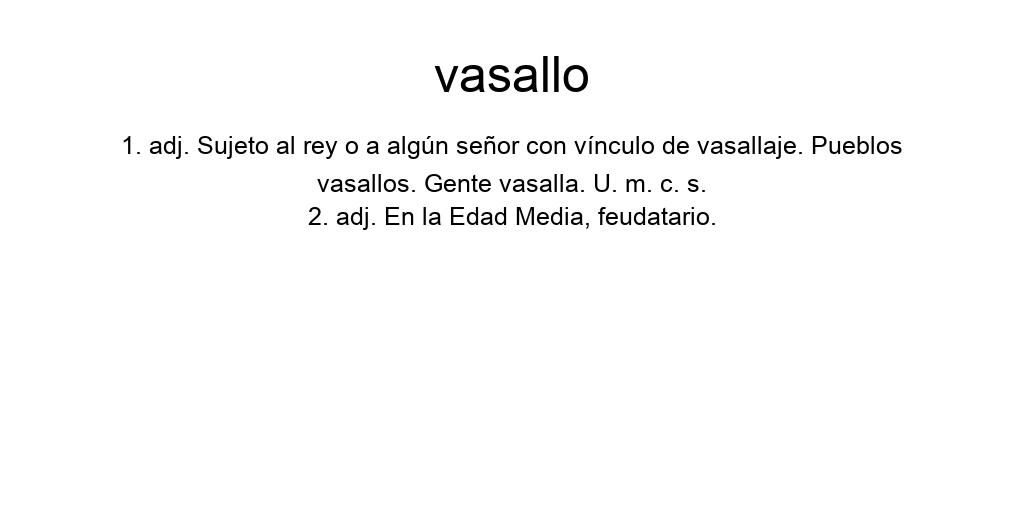 vasallo
1. adj. Sujeto al rey o a algún señor con vínculo de vasallaje. Pueblos
vasallos. Gente vasalla. U. m. c. s.
2. adj. En la Edad Media, feudatario.